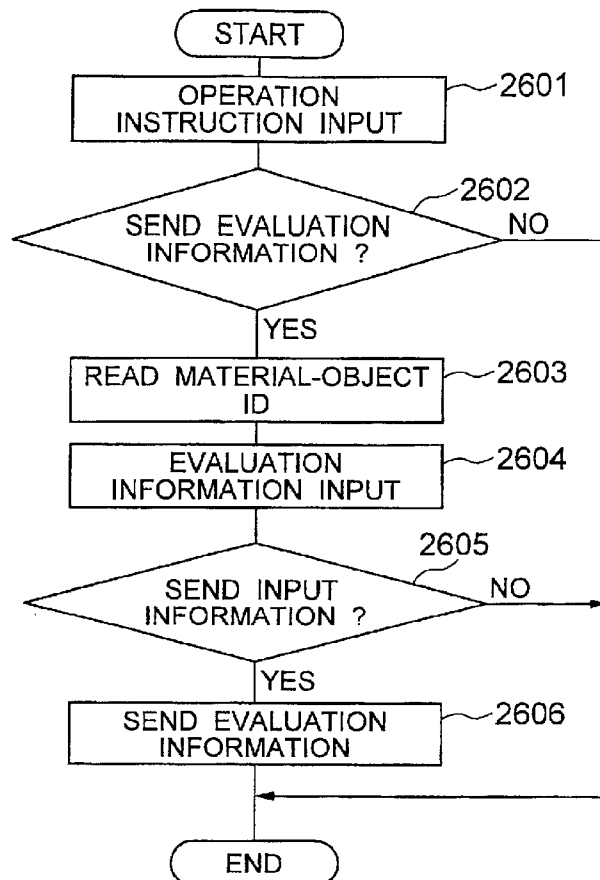 START
OPERATION
INSTRUCTION INPUT
2601
2602
SEND EVALUATION
INFORMATION ?
NO
YES
READ MATERIAL-OBJECT
ID
2603
EVALUATION
INFORMATION INPUT
2604
2605
SEND INPUT
INFORMATION ?
NO
YES
SEND EVALUATION
INFORMATION
2606
END